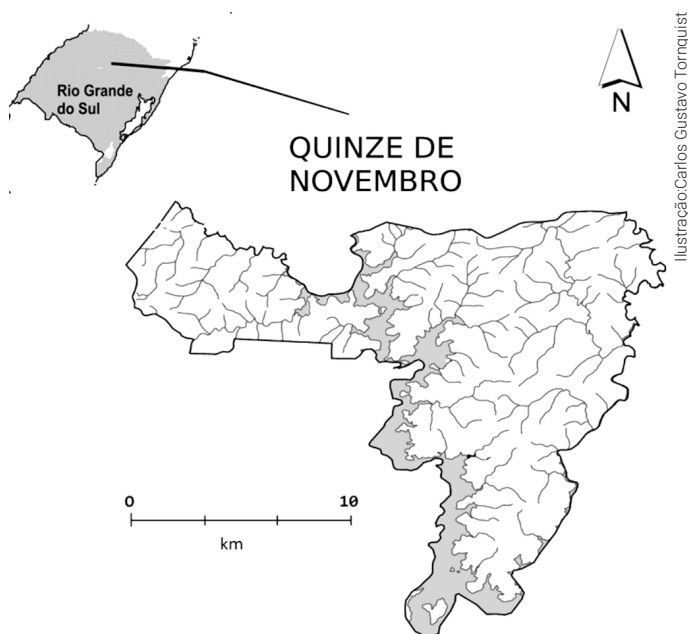 Rio Grande
do Sul
N
QUINZE DE
NOVEMBRO
0 10
km
Ilustração:Carlos Gustavo Tornquist